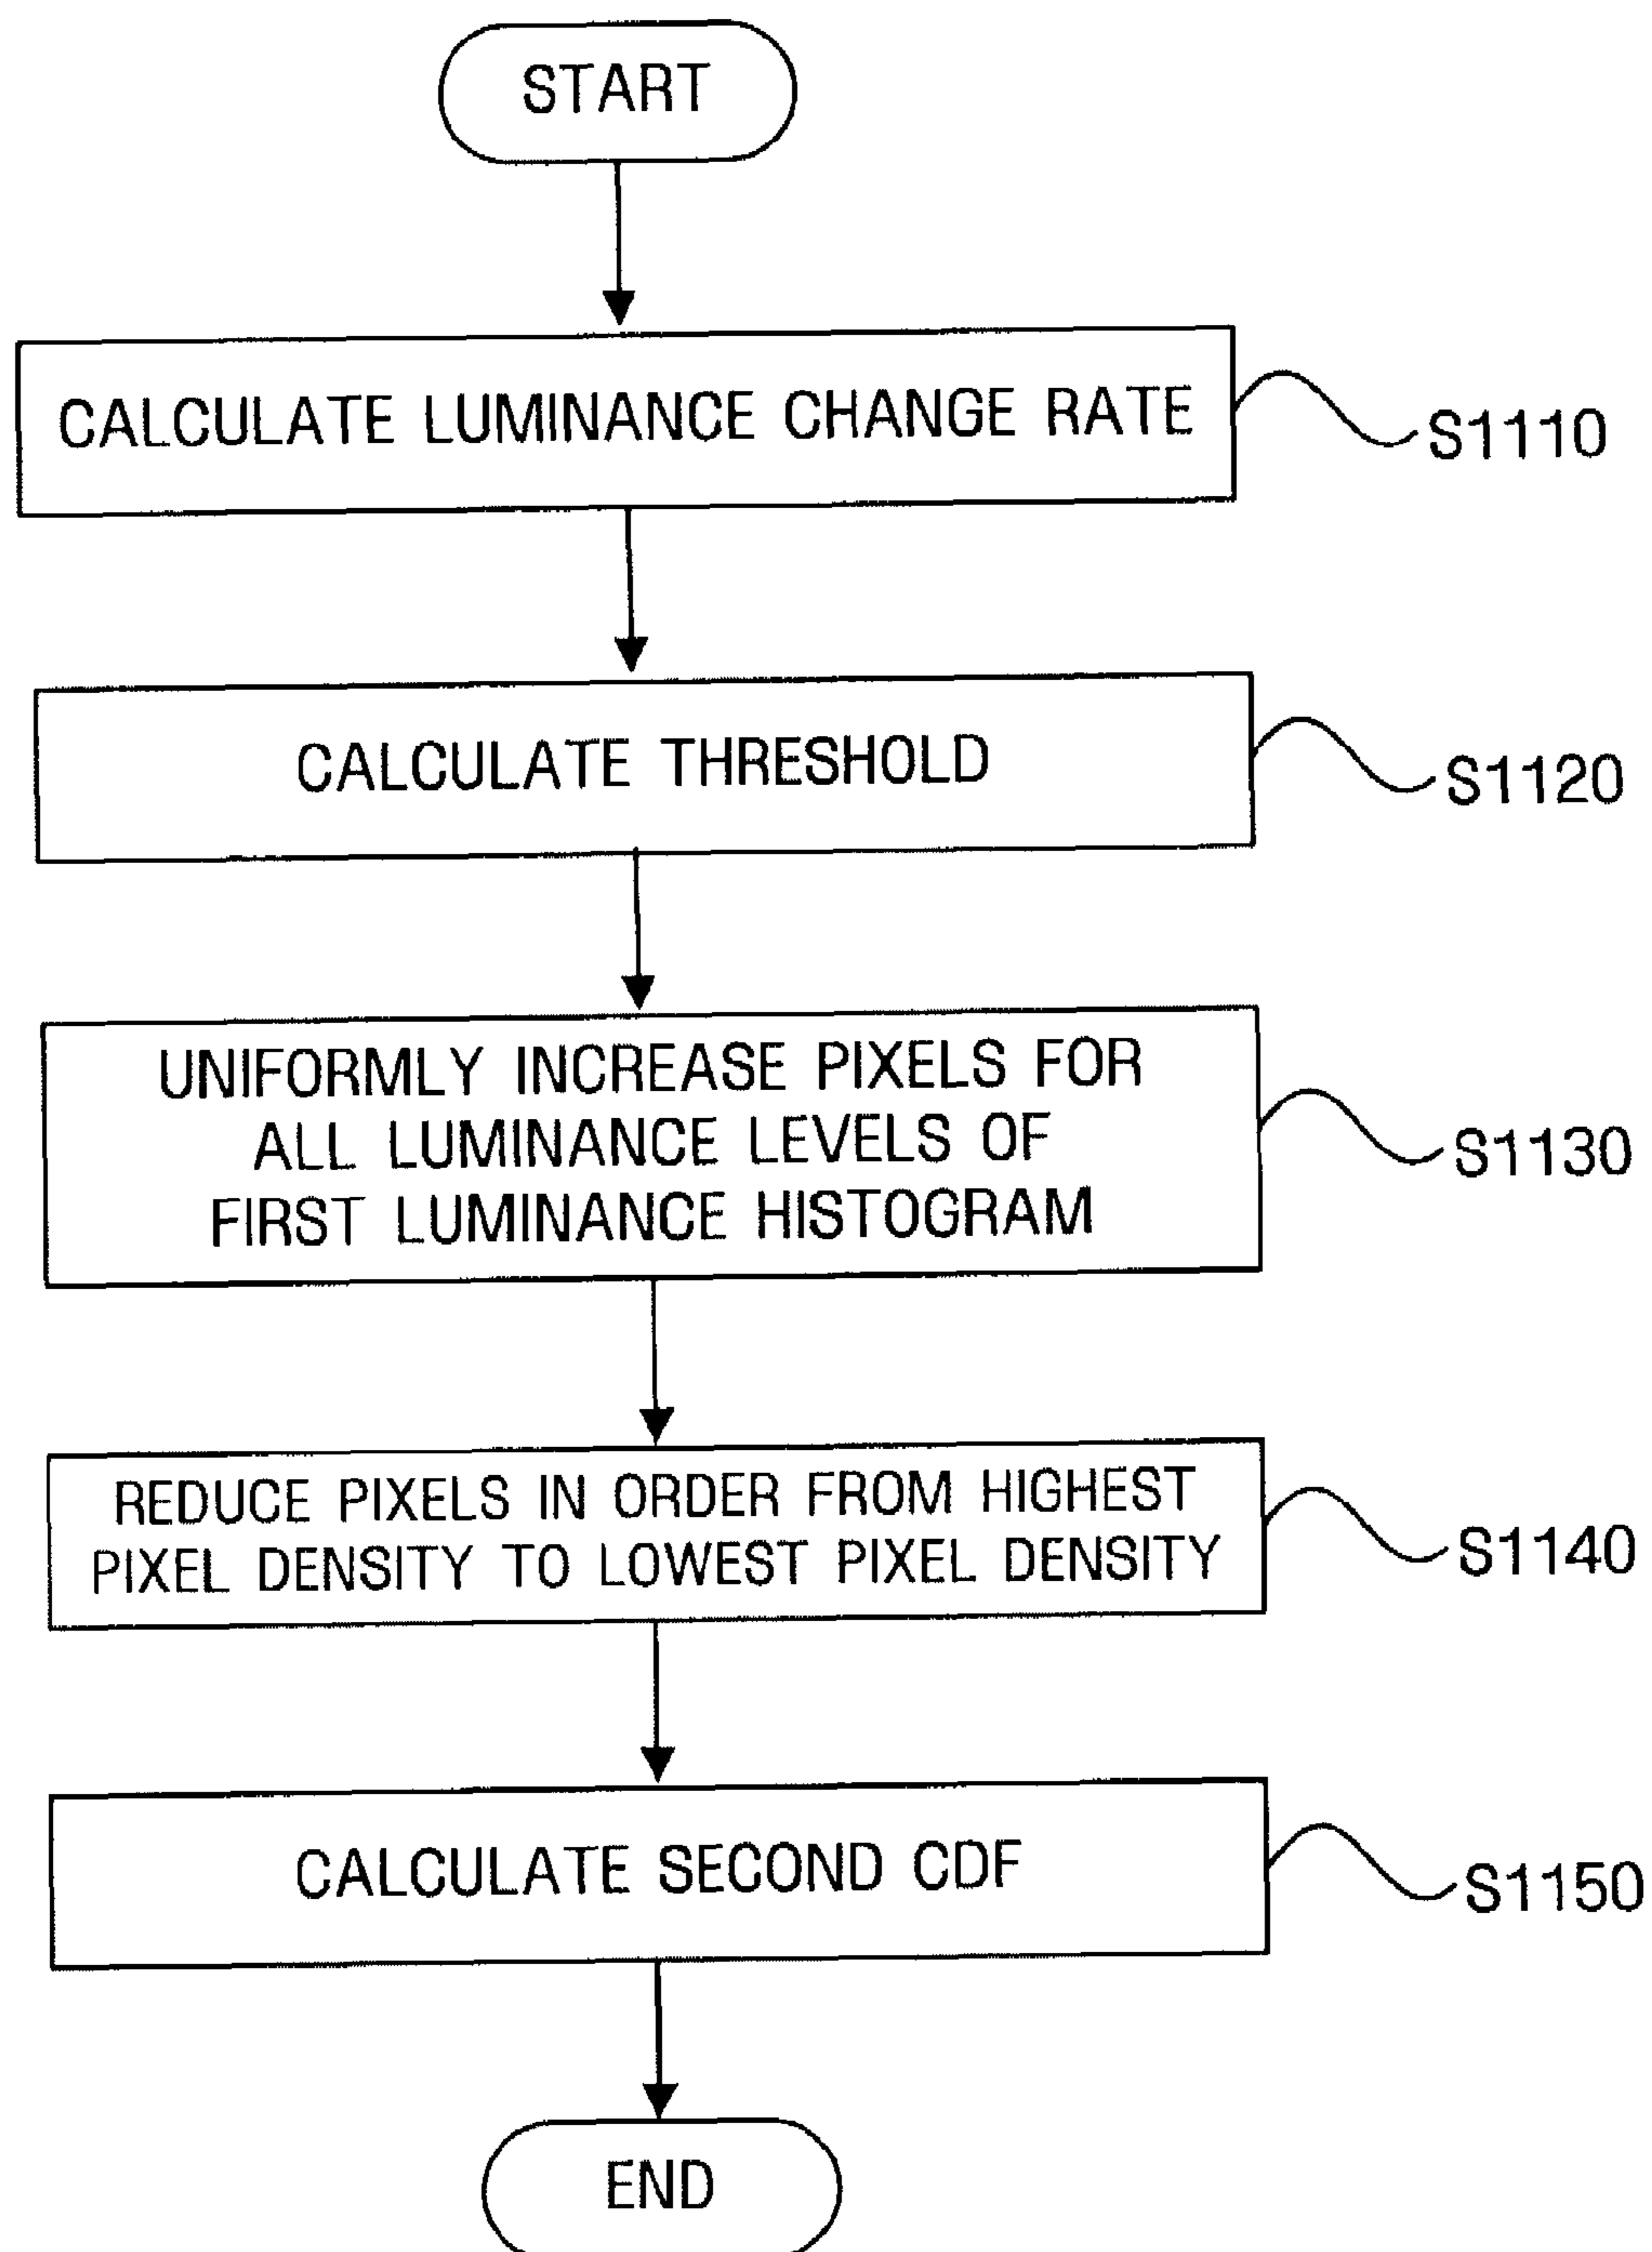 START
CALCULATE LUMINANCE CHANGE RATE
S1110
CALCULATE THRESHOLD
S1120
UNIFORMLY INCREASE PIXELS FOR
ALL LUMINANCE LEVELS OF
FIRST LUMINANCE HISTOGRAM
S1130
REDUCE PIXELS IN ORDER FROM HIGHEST
PIXEL DENSITY TO LOWEST PIXEL DENSITY
S1140
CALCULATE SECOND CDF
S1150
END